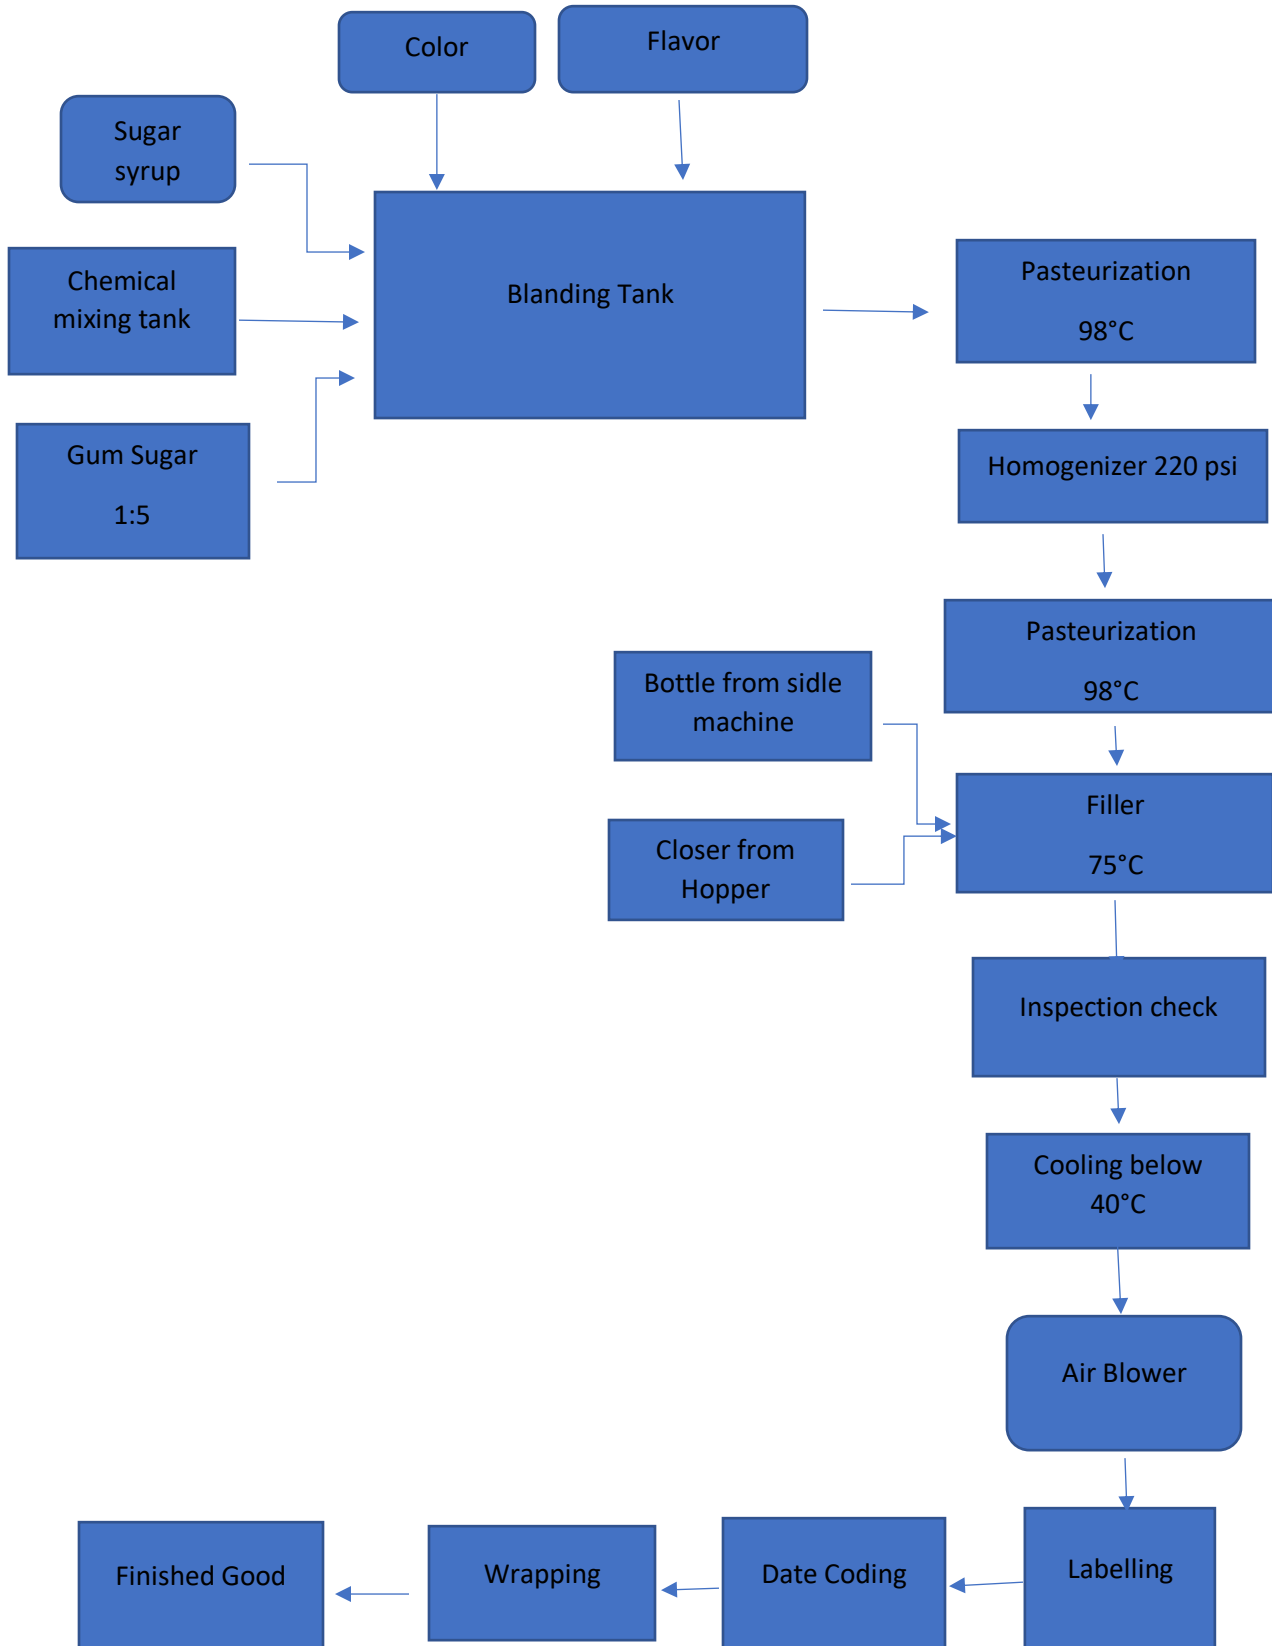 Color
Flavor
Sugar
syrup
Chemical
mixing tank
Gum Sugar
1:5
Blanding Tank
Pasteurization
98°C
Homogenizer 220 psi
Pasteurization
98°C
Bottle from sidle
machine
Closer from
Hopper
Filler
75°C
Inspection check
Cooling below
40°C
Air Blower
Labelling
Date Coding
Wrapping
Finished Good